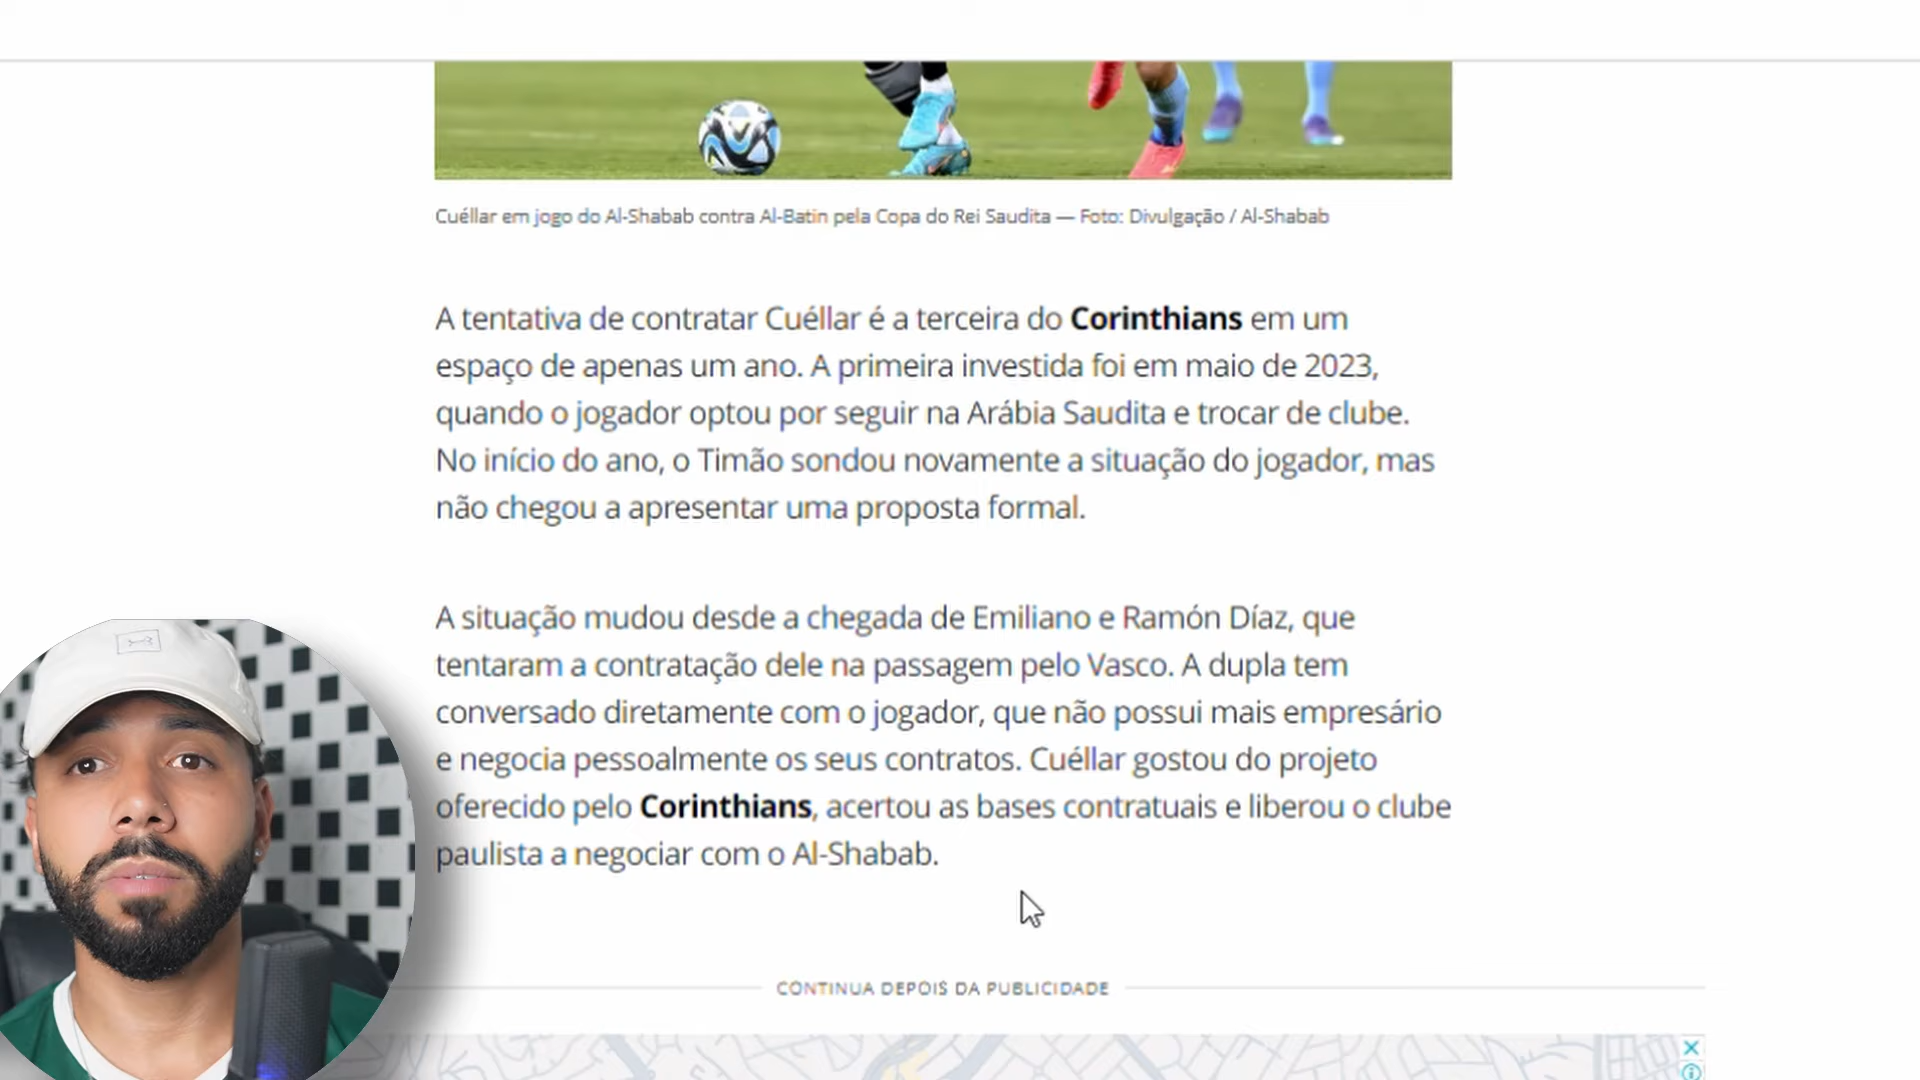 Cuéllar em jogo do Al-Shabab contra Al-Batin pela Copa do Rei Saudita — Foto: Divulgação / Al-Shabab
A tentativa de contratar Cuéllar é a terceira do Corinthians em um
espaço de apenas um ano. A primeira investida foi em maio de 2023,
quando o jogador optou por seguir na Arábia Saudita e trocar de clube.
No início do ano, o Timão sondou novamente a situação do jogador, mas
não chegou a apresentar uma proposta formal.
A situação mudou desde a chegada de Emiliano e Ramón Díaz, que
tentaram a contratação dele na passagem pelo Vasco. A dupla tem
conversado diretamente com o jogador, que não possui mais empresário
e negocia pessoalmente os seus contratos. Cuéllar gostou do projeto
oferecido pelo Corinthians, acertou as bases contratuais e liberou o clube
paulista a negociar com o Al-Shabab.
CONTINUA DEPOIS DA PUBLICIDADE